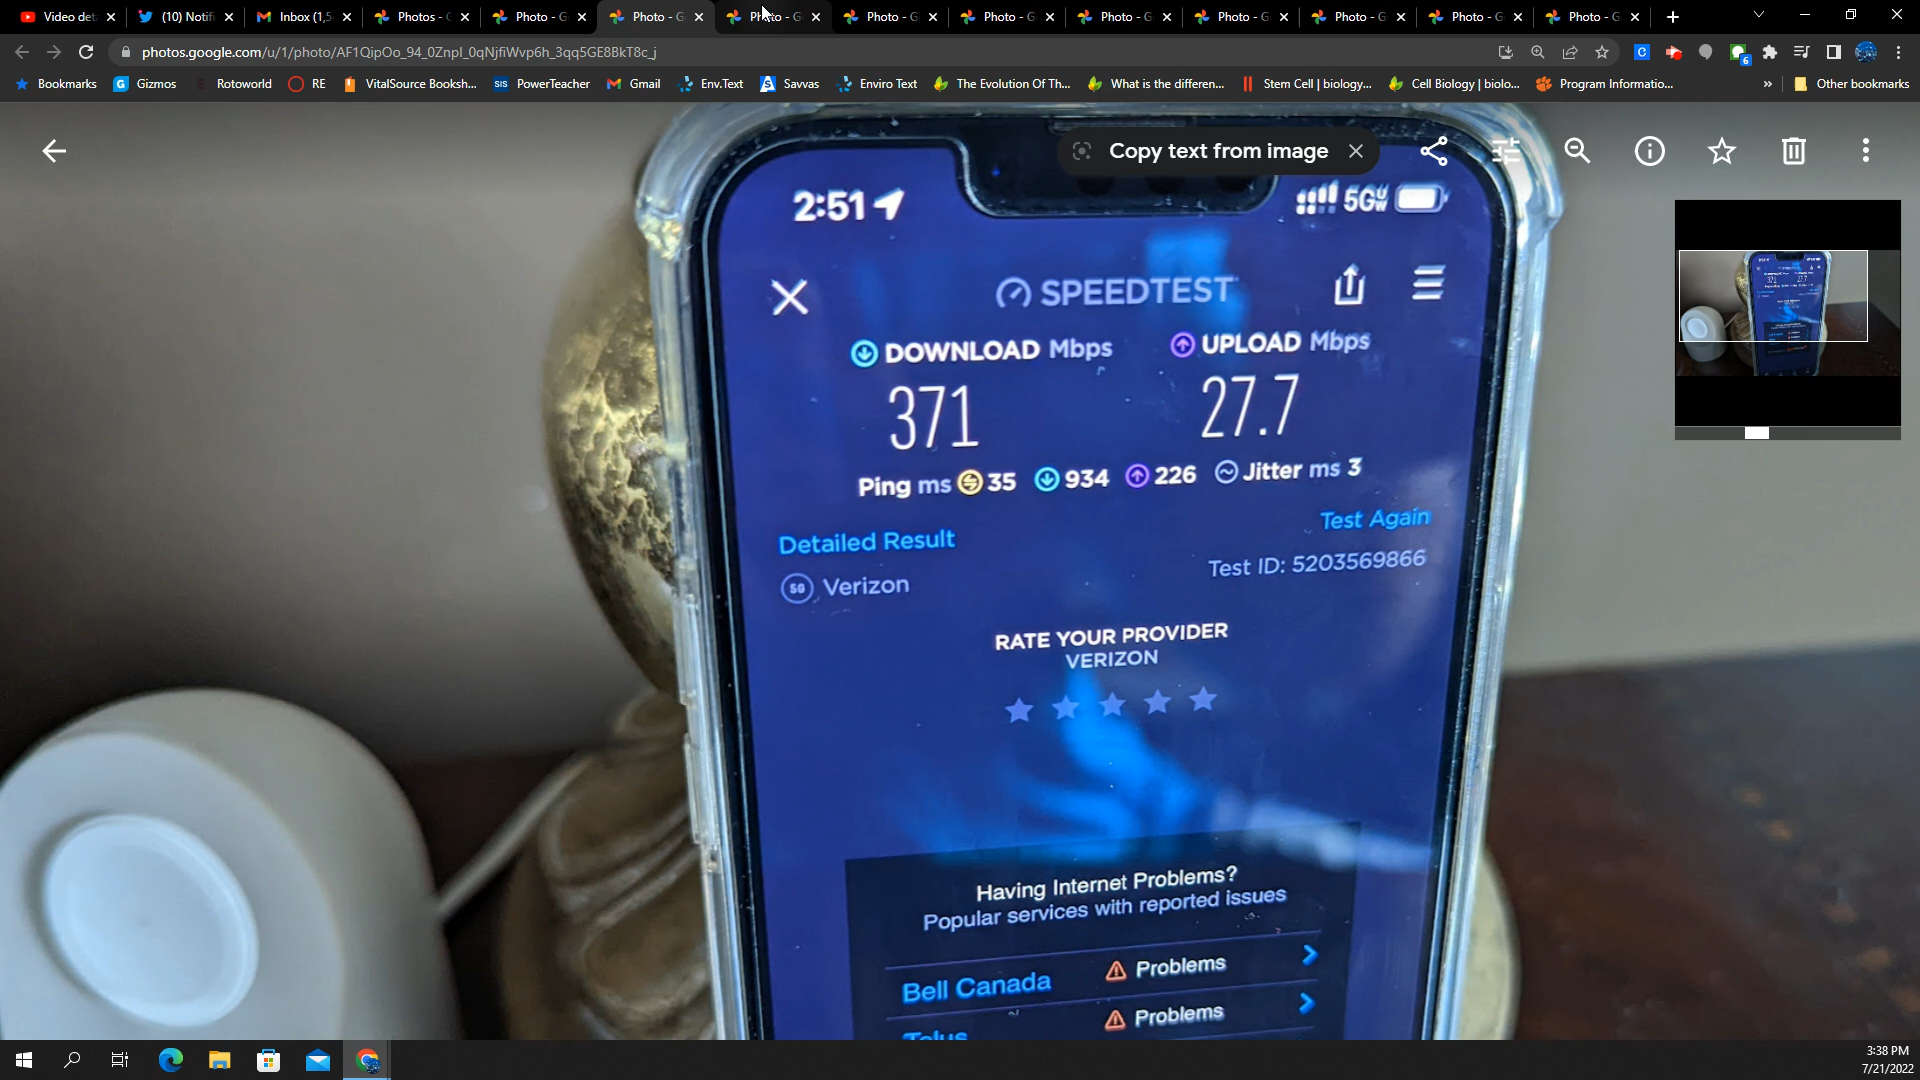 Video det
(10) Notifi
Inbox (1,5
Photos - G
Photo - G
Photo - G
Photo - G
Photo - G
Photo - G
Photo - G
Photo - G
Photo - G
Photo - G
Photo - G
photos.google.com/u/1/photo/AF1QipOo_94_0ZnpI_0qNjfiWvp6h_3qq5GE8BkT8c_j
Bookmarks
Gizmos
Rotoworld
RE
VitalSource Booksh...
SIS PowerTeacher
Gmail
Env.Text
Savvas
Enviro Text
The Evolution Of Th...
What is the differen...
Stem Cell | biology...
Cell Biology | biolo...
Program Informatio...
»
Other bookmarks
Copy text from image
2:51
5G UW
SPEEDTEST
DOWNLOAD Mbps
UPLOAD Mbps
371
27.7
Ping ms 35 934 226 Jitter ms 3
Detailed Result
Test Again
5G Verizon
Test ID: 5203569866
RATE YOUR PROVIDER
VERIZON
Having Internet Problems?
Popular services with reported issues
Bell Canada
Problems
Telus
Problems
3:38 PM
7/21/2022